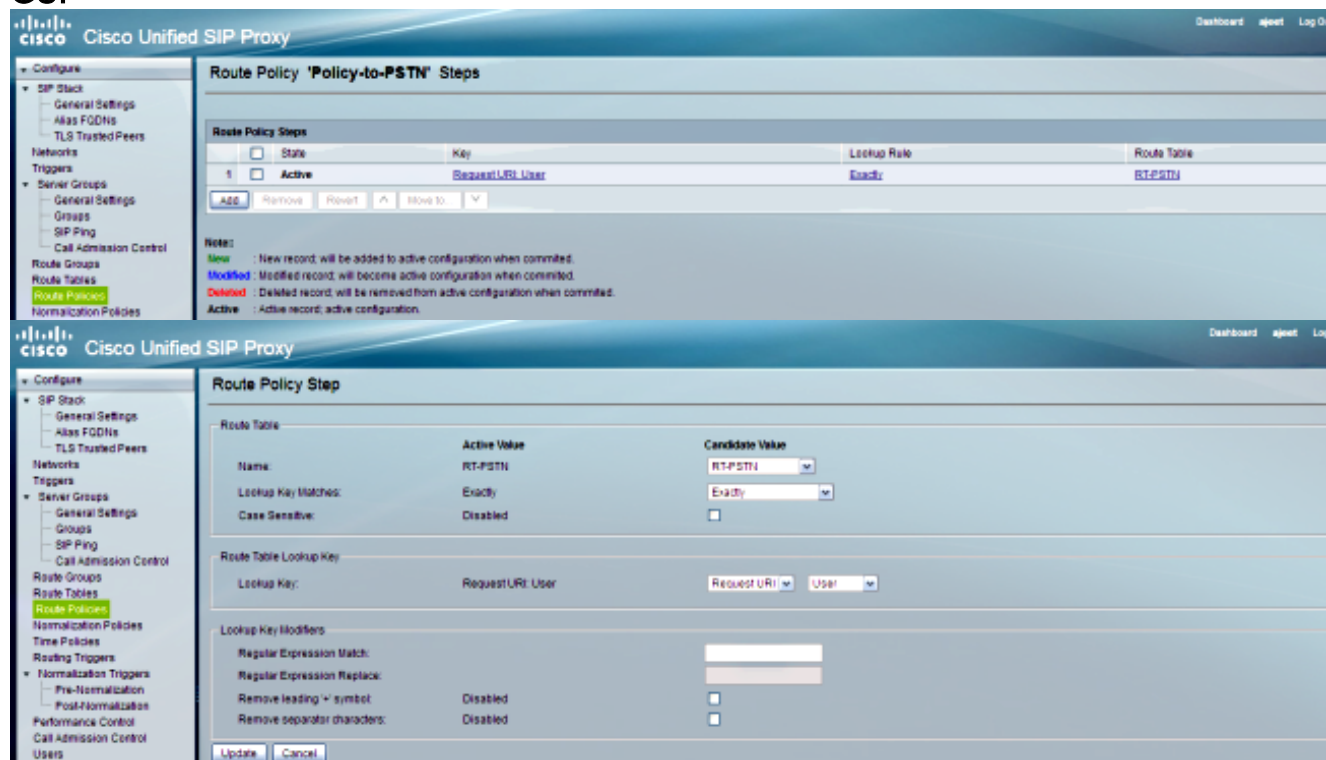 CISCO Cisco Unified SIP Proxy
Dashboard ajeet Log O
Configure
SIP Stack
General Settings
Alias FQDNs
TLS Trusted Peers
Networks
Triggers
Server Groups
General Settings
Groups
SIP Ping
Call Admission Control
Route Groups
Route Tables
Route Policies
Normalization Policies
Route Policy 'Policy-to-PSTN' Steps
Route Policy Steps
State Key Lookup Rule Route Table
1 Active Request URI: User Exactly RT-PSTN
Add Remove Revert Move to
Note:
New : New record; will be added to active configuration when commited.
Modified : Modified record; will become active configuration when commited.
Deleted : Deleted record; will be removed from active configuration when commited.
Active : Active record; active configuration.
CISCO Cisco Unified SIP Proxy
Dashboard ajeet Log
Configure
SIP Stack
General Settings
Alias FQDNs
TLS Trusted Peers
Networks
Triggers
Server Groups
General Settings
Groups
SIP Ping
Call Admission Control
Route Groups
Route Tables
Route Policies
Normalization Policies
Time Policies
Routing Triggers
Normalization Triggers
Pre-Normalization
Post-Normalization
Performance Control
Call Admission Control
Users
Route Policy Step
Route Table
Active Value Candidate Value
Name: RT-PSTN RT-PSTN
Lookup Key Matches: Exactly Exactly
Case Sensitive: Disabled
Route Table Lookup Key
Lookup Key: Request URI: User Request URI User
Lookup Key Modifiers
Regular Expression Match:
Regular Expression Replace:
Remove leading '+' symbol: Disabled
Remove separator characters: Disabled
Update Cancel